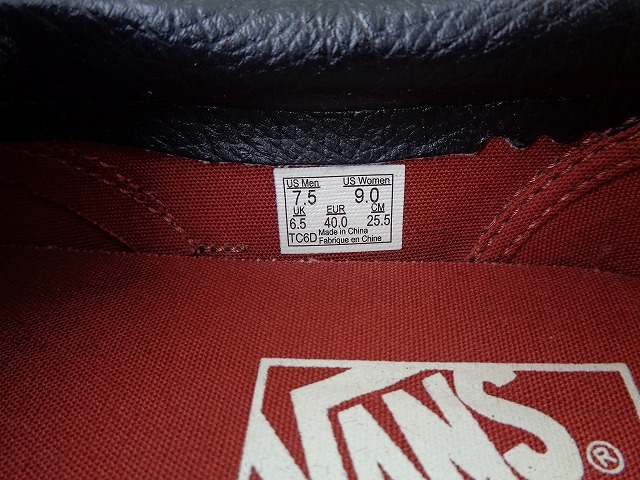 US Men US Women
7.5 9.0
UK EUR CM
6.5 40.0 25.5
TC6D Made in China
Fabrique en Chine
VANS
®